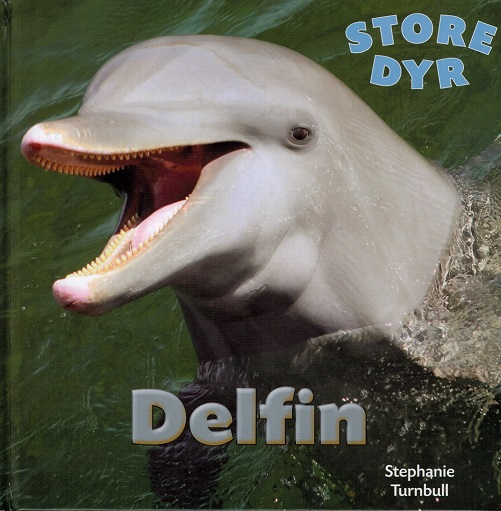 STORE
DYR
Delfin
Stephanie
Turnbull